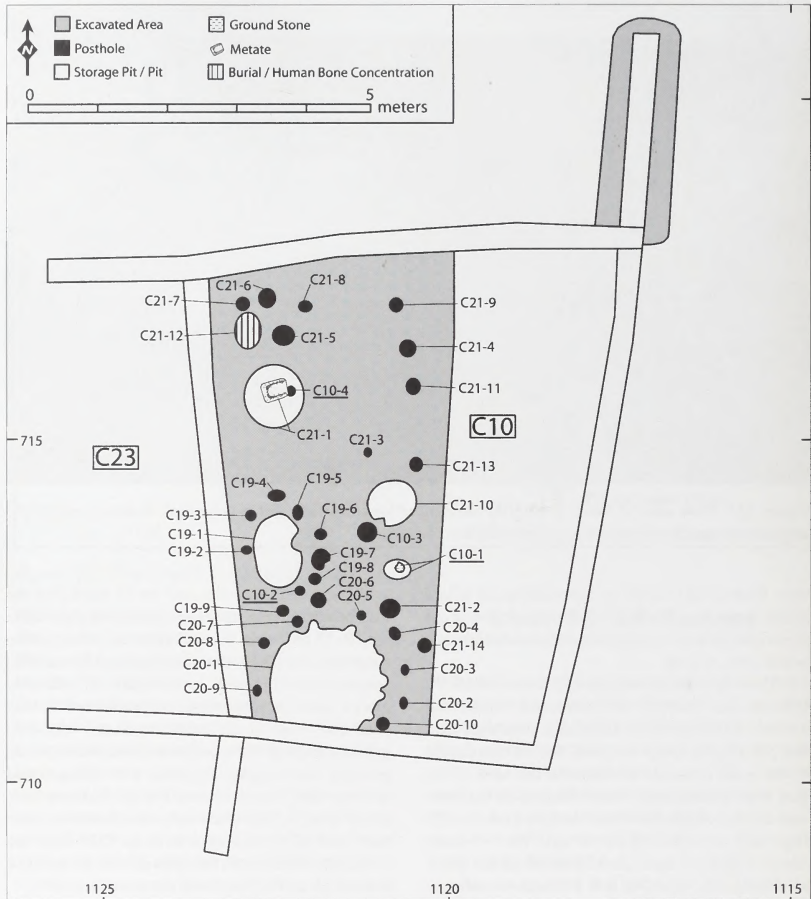 Excavated Area
Ground Stone
N
Posthole
Metate
Storage Pit / Pit
Burial / Human Bone Concentration
0 5
meters
C21-6
C21-8
C21-7
C21-9
C21-12
C21-5
C21-4
C10-4
C21-11
C21-1
C10
715
C23
C21-3
C21-13
C19-4
C19-5
C21-10
C19-3
C19-6
C19-1
C10-3
C19-2
C19-7
C10-1
C19-8
C10-2
C20-6
C20-5
C19-9
C21-2
C20-7
C20-4
C20-8
C21-14
C20-1
C20-3
C20-9
C20-2
C20-10
710
1125 1120 1115